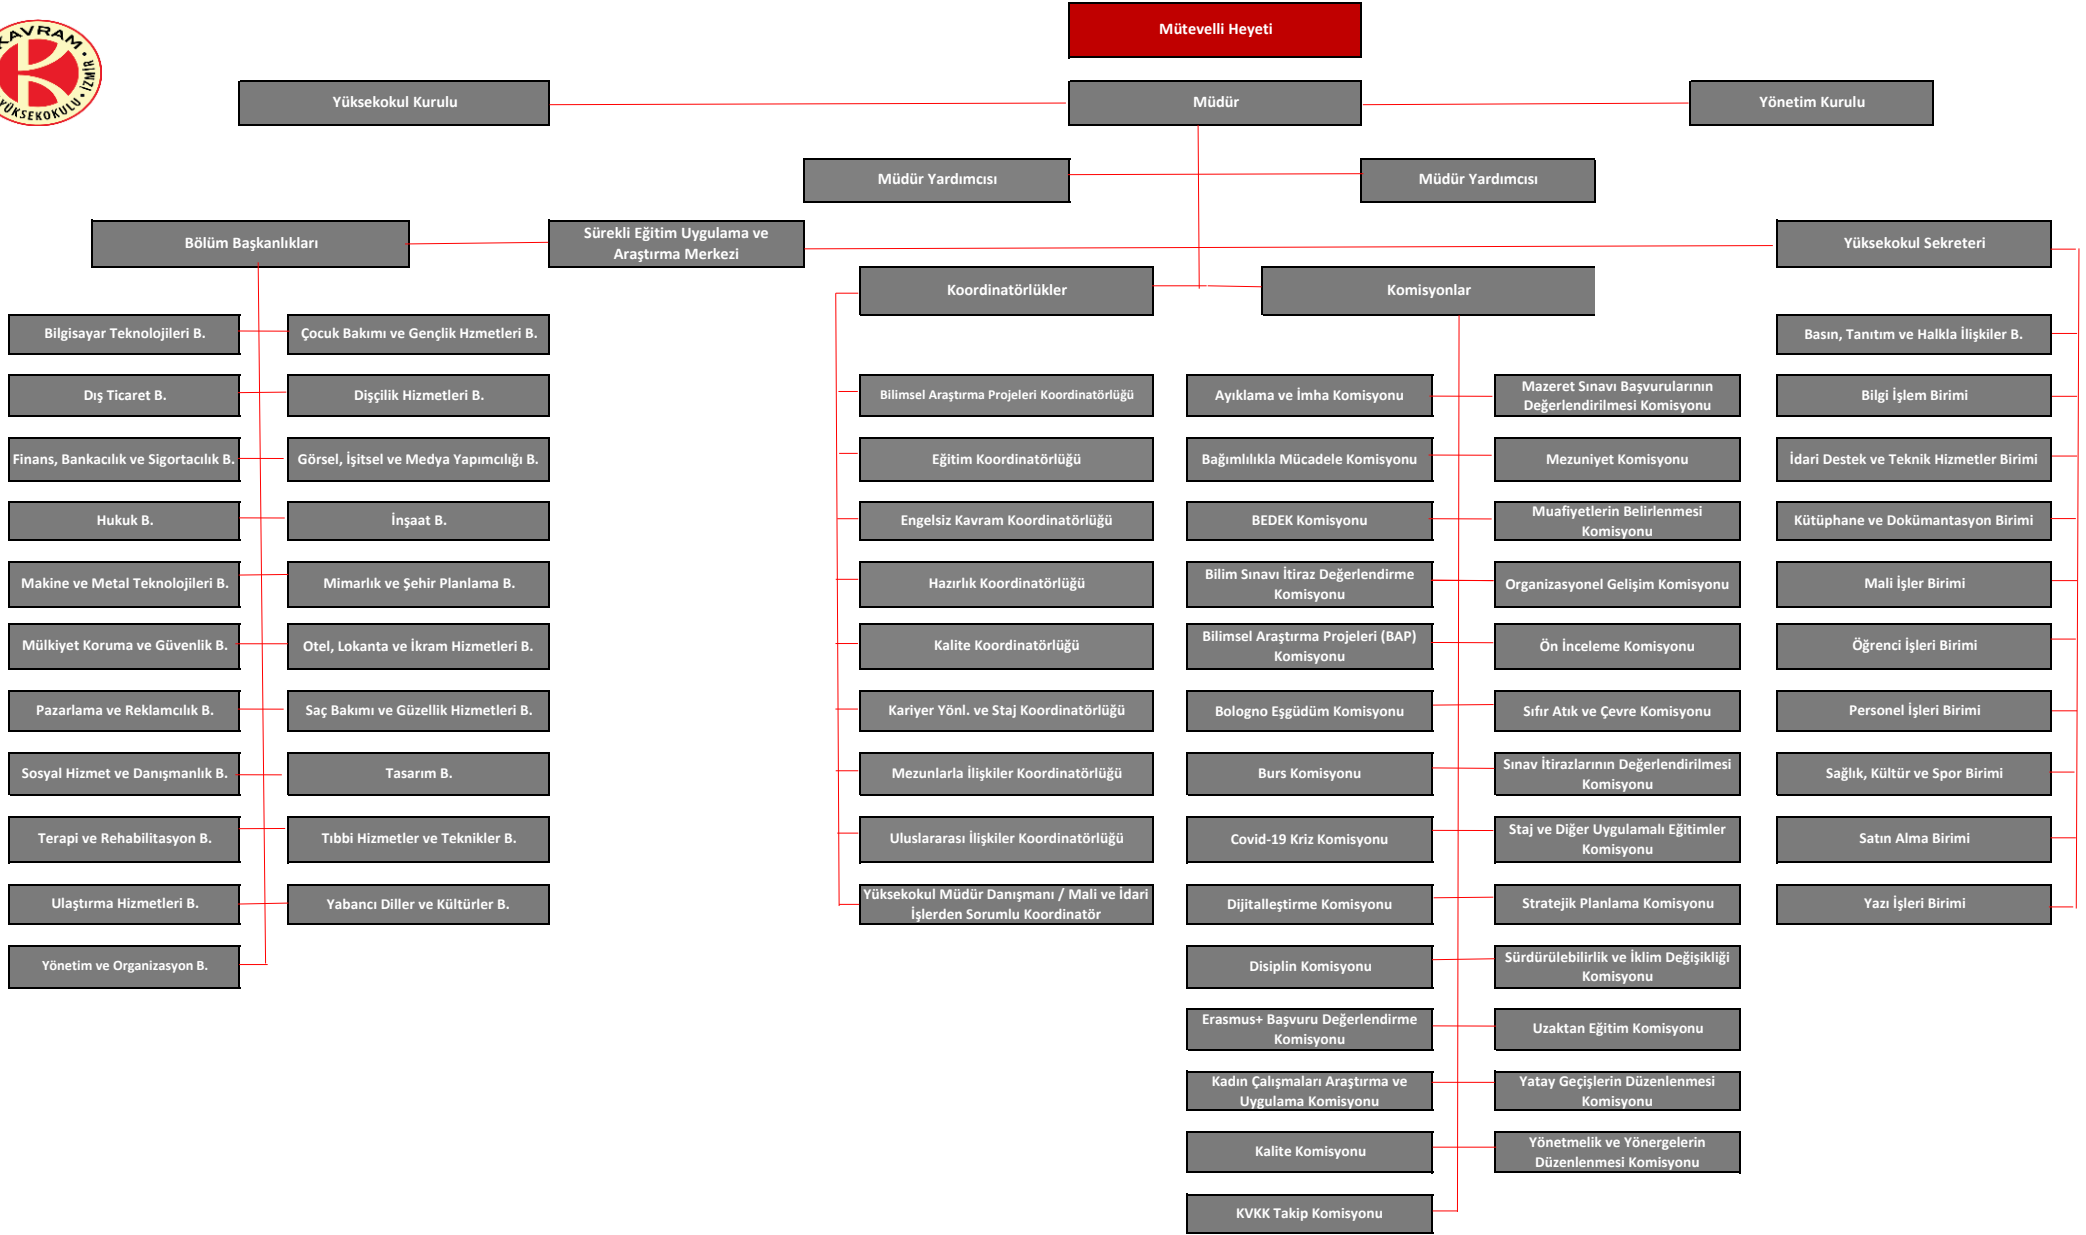 KAVRAM
YÜKSEKOKULU
İZMİR
Mütevelli Heyeti
Yüksekokul Kurulu
Müdür
Yönetim Kurulu
Müdür Yardımcısı
Müdür Yardımcısı
Bölüm Başkanlıkları
Sürekli Eğitim Uygulama ve
Araştırma Merkezi
Yüksekokul Sekreteri
Koordinatörlükler
Komisyonlar
Bilgisayar Teknolojileri B.
Çocuk Bakımı ve Gençlik Hzmetleri B.
Dış Ticaret B.
Dişçilik Hizmetleri B.
Finans, Bankacılık ve Sigortacılık B.
Görsel, İşitsel ve Medya Yapımcılığı B.
Hukuk B.
İnşaat B.
Makine ve Metal Teknolojileri B.
Mimarlık ve Şehir Planlama B.
Mülkiyet Koruma ve Güvenlik B.
Otel, Lokanta ve İkram Hizmetleri B.
Pazarlama ve Reklamcılık B.
Saç Bakımı ve Güzellik Hizmetleri B.
Sosyal Hizmet ve Danışmanlık B.
Tasarım B.
Terapi ve Rehabilitasyon B.
Tıbbi Hizmetler ve Teknikler B.
Ulaştırma Hizmetleri B.
Yabancı Diller ve Kültürler B.
Yönetim ve Organizasyon B.
Bilimsel Araştırma Projeleri Koordinatörlüğü
Eğitim Koordinatörlüğü
Engelsiz Kavram Koordinatörlüğü
Hazırlık Koordinatörlüğü
Kalite Koordinatörlüğü
Kariyer Yönl. ve Staj Koordinatörlüğü
Mezunlarla İlişkiler Koordinatörlüğü
Uluslararası İlişkiler Koordinatörlüğü
Yüksekokul Müdür Danışmanı / Mali ve İdari
İşlerden Sorumlu Koordinatör
Ayıklama ve İmha Komisyonu
Mazeret Sınavı Başvurularının
Değerlendirilmesi Komisyonu
Bağımlılıkla Mücadele Komisyonu
Mezuniyet Komisyonu
BEDEK Komisyonu
Muafiyetlerin Belirlenmesi
Komisyonu
Bilim Sınavı İtiraz Değerlendirme
Komisyonu
Organizasyonel Gelişim Komisyonu
Bilimsel Araştırma Projeleri (BAP)
Komisyonu
Ön İnceleme Komisyonu
Bologno Eşgüdüm Komisyonu
Sıfır Atık ve Çevre Komisyonu
Burs Komisyonu
Sınav İtirazlarının Değerlendirilmesi
Komisyonu
Covid-19 Kriz Komisyonu
Staj ve Diğer Uygulamalı Eğitimler
Komisyonu
Dijitalleştirme Komisyonu
Stratejik Planlama Komisyonu
Disiplin Komisyonu
Sürdürülebilirlik ve İklim Değişikliği
Komisyonu
Erasmus+ Başvuru Değerlendirme
Komisyonu
Uzaktan Eğitim Komisyonu
Kadın Çalışmaları Araştırma ve
Uygulama Komisyonu
Yatay Geçişlerin Düzenlenmesi
Komisyonu
Kalite Komisyonu
Yönetmelik ve Yönergelerin
Düzenlenmesi Komisyonu
KVKK Takip Komisyonu
Basın, Tanıtım ve Halkla İlişkiler B.
Bilgi İşlem Birimi
İdari Destek ve Teknik Hizmetler Birimi
Kütüphane ve Dokümantasyon Birimi
Mali İşler Birimi
Öğrenci İşleri Birimi
Personel İşleri Birimi
Sağlık, Kültür ve Spor Birimi
Satın Alma Birimi
Yazı İşleri Birimi